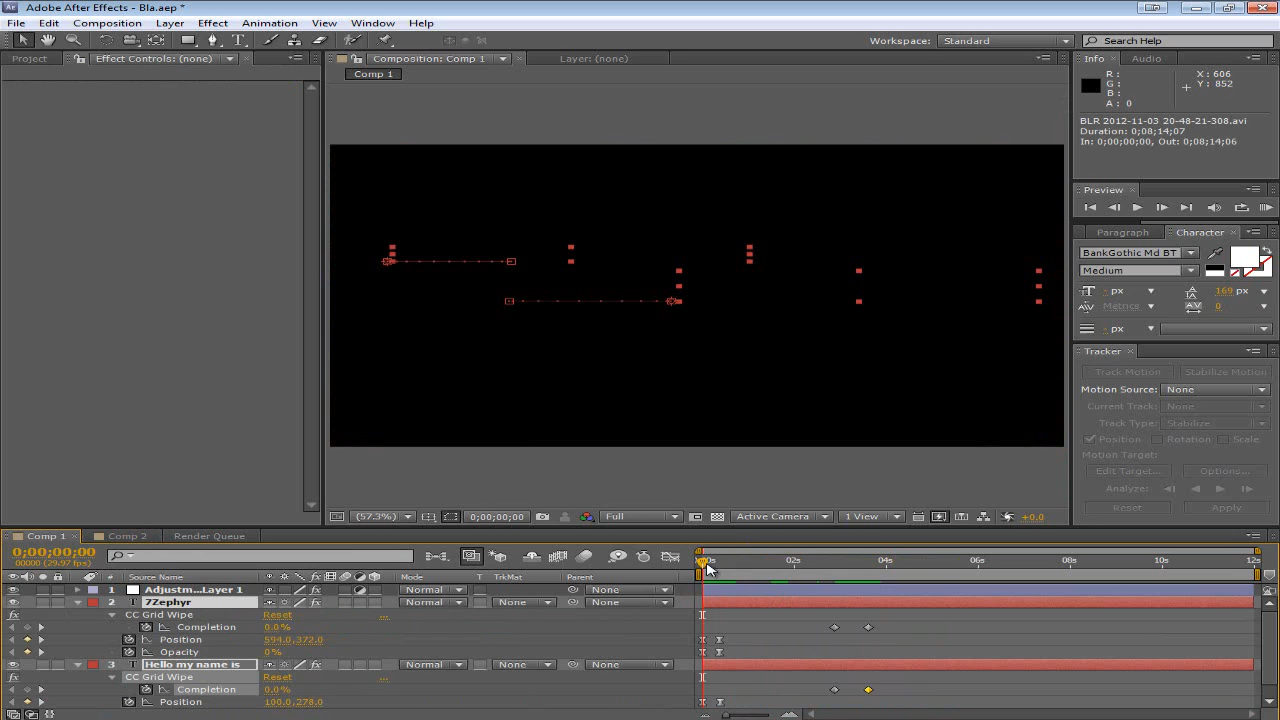 Adobe After Effects - Bla.aep *
File Edit Composition Layer Effect Animation View Window Help
Workspace: Standard Search Help
Project Effect Controls: (none) Composition: Comp 1 Layer: (none) Info Audio
Comp 1
R : X : 606
G : Y : 852
B :
A : 0
BLR 2012-11-03 20-48-21-308.avi
Duration: 0;08;14;07
In: 0;00;00;00, Out: 0;08;14;06
Preview
Paragraph Character
BankGothic Md BT
Medium
- px 169 px
Metrics 0
- px
Tracker
Track Motion Stabilize Motion
Motion Source: None
Current Track: None
Track Type: Stabilize
Position Rotation Scale
Motion Target:
Edit Target... Options...
Analyze:
Reset Apply
(57.3%) 0;00;00;00 Full Active Camera 1 View +0.0
Comp 1 Comp 2 Render Queue
0;00;00;00
00000 (29.97 fps)
02s 04s 06s 08s 10s 12s
# Source Name Mode T TrkMat Parent
1 Adjustm...Layer 1 Normal None
2 7Zephyr Normal None None
CC Grid Wipe Reset ...
Completion 0.0%
Position 594.0,372.0
Opacity 0%
3 Hello my name is Normal None None
CC Grid Wipe Reset ...
Completion 0.0%
Position 100.0,278.0